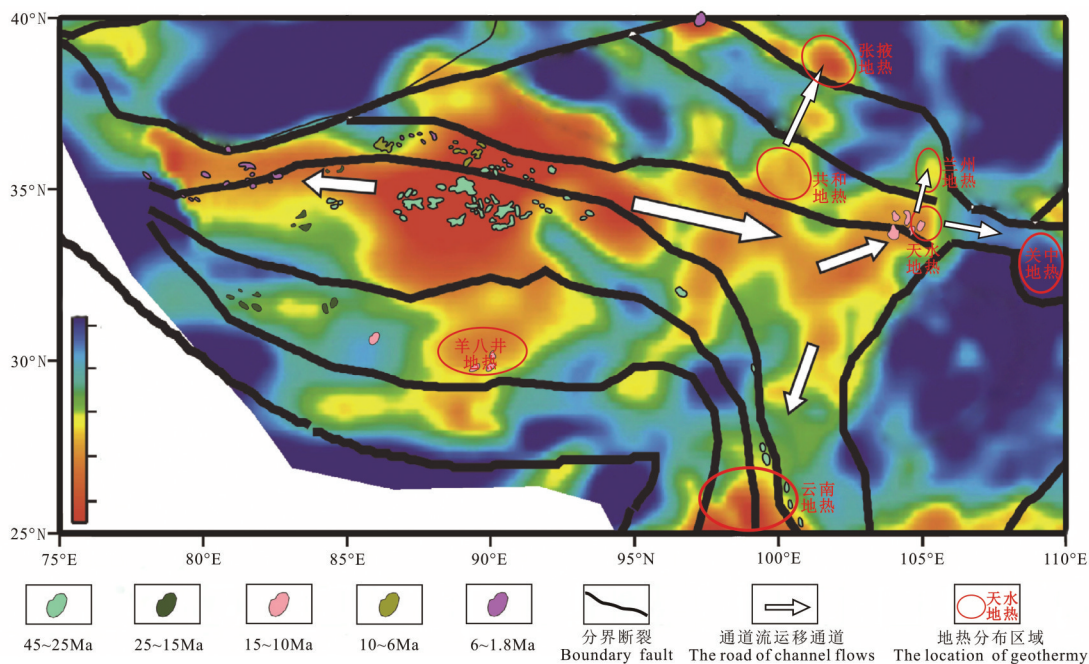 40°N
35°N
30°N
25°N
张掖
地热
共和
地热
兰州
地热
天水
地热
关中
地热
羊八井
地热
云南
地热
75°E
80°E
85°E
90°E
95°N
100°E
105°E
110°E
45~25Ma
25~15Ma
15~10Ma
10~6Ma
6~1.8Ma
分界断裂
Boundary fault
通道流运移通道
The road of channel flows
天水
地热
地热分布区域
The location of geothermy